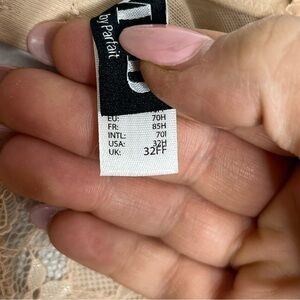 by Parfait
EU: 70H
FR: 85H
INTL: 70I
USA: 32H
UK: 32FF